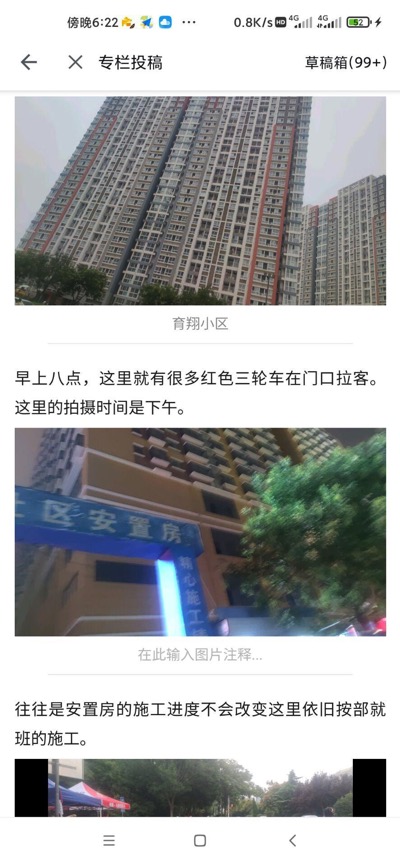 傍晚6:22
0.8K/s HD 4G 4G 52
专栏投稿
草稿箱(99+)
育翔小区
早上八点，这里就有很多红色三轮车在门口拉客。
这里的拍摄时间是下午。
社区安置房
精心施工
在此输入图片注释...
往往是安置房的施工进度不会改变这里依旧按部就
班的施工。